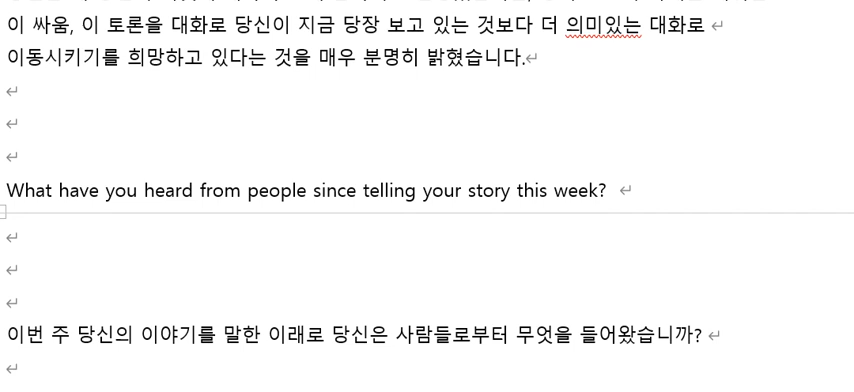 이 싸움, 이 토론을 대화로 당신이 지금 당장 보고 있는 것보다 더 의미있는 대화로
이동시키기를 희망하고 있다는 것을 매우 분명히 밝혔습니다.
What have you heard from people since telling your story this week?
이번 주 당신의 이야기를 말한 이래로 당신은 사람들로부터 무엇을 들어왔습니까?